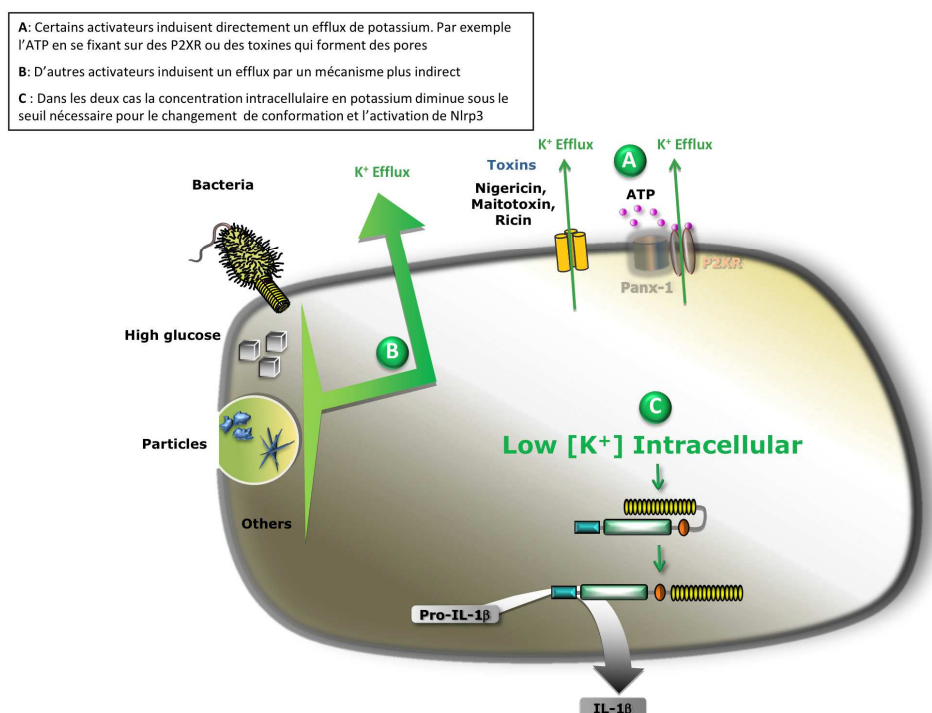 A: Certains activateurs induisent directement un efflux de potassium. Par exemple
l'ATP en se fixant sur des P2XR ou des toxines qui forment des pores
B: D'autres activateurs induisent un efflux par un mécanisme plus indirect
C : Dans les deux cas la concentration intracellulaire en potassium diminue sous le
seuil nécessaire pour le changement de conformation et l'activation de Nlrp3
K⁺ Efflux
A
K⁺ Efflux
Toxins
Nigericin,
Maitotoxin,
Ricin
ATP
K⁺ Efflux
Bacteria
P2XR
Panx-1
High glucose
B
C
Particles
Low [K⁺] Intracellular
Others
Pro-IL-1β
IL-1β